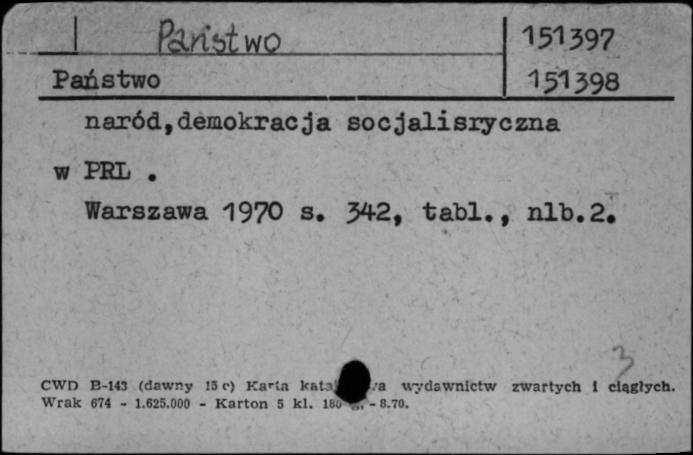 Państwo 151397
Państwo 151398
naród,demokracja socjalisryczna
w PRL .
Warszawa 1970 s. 342, tabl., nlb.2.
3
CWD B-143 (dawny 15 c) Karta wydawnictw zwartych i ciągłych.
Wrak 674 - 1.625.000 - Karton 5 kl. 180 - 8.70.